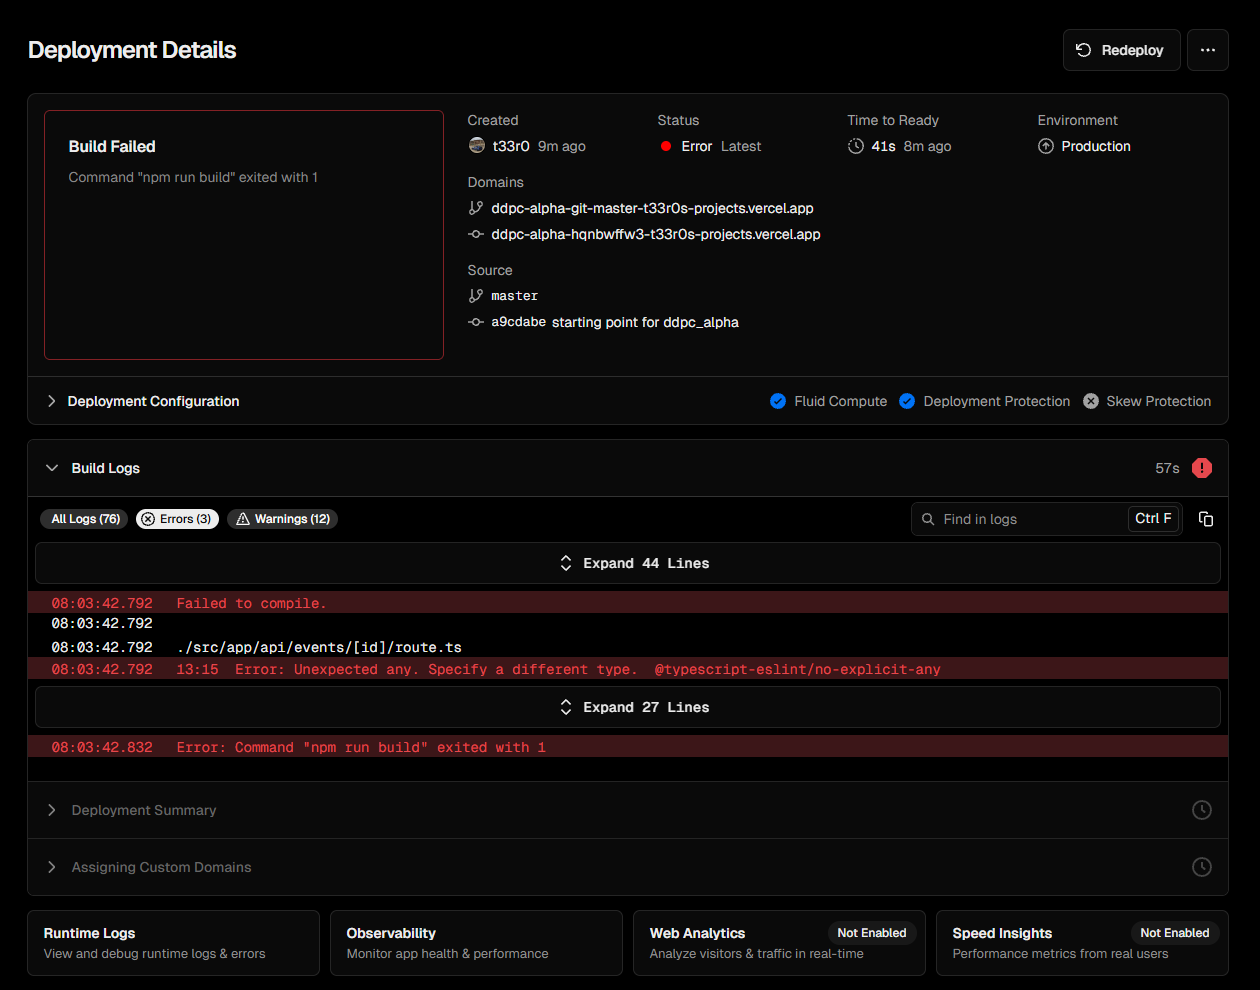 Deployment Details
Redeploy
Build Failed
Command "npm run build" exited with 1
Created
t33r0 9m ago
Status
Error Latest
Time to Ready
41s 8m ago
Environment
Production
Domains
ddpc-alpha-git-master-t33r0s-projects.vercel.app
ddpc-alpha-hqnbwffw3-t33r0s-projects.vercel.app
Source
master
a9cdabe starting point for ddpc_alpha
Deployment Configuration
Fluid Compute
Deployment Protection
Skew Protection
Build Logs
57s
All Logs (76)
Errors (3)
Warnings (12)
Find in logs
Ctrl F
Expand 44 Lines
08:03:42.792 Failed to compile.
08:03:42.792
08:03:42.792 ./src/app/api/events/[id]/route.ts
08:03:42.792 13:15 Error: Unexpected any. Specify a different type. @typescript-eslint/no-explicit-any
Expand 27 Lines
08:03:42.832 Error: Command "npm run build" exited with 1
Deployment Summary
Assigning Custom Domains
Runtime Logs
View and debug runtime logs & errors
Observability
Monitor app health & performance
Web Analytics
Not Enabled
Analyze visitors & traffic in real-time
Speed Insights
Not Enabled
Performance metrics from real users